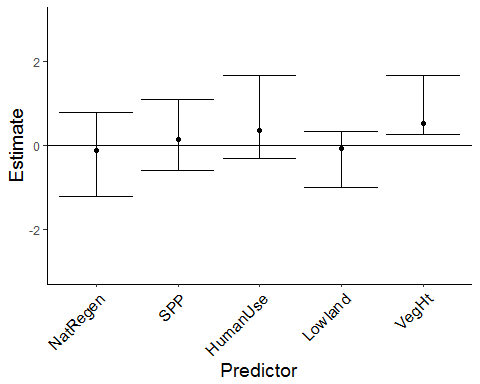 Estimate
2
0
-2
NatRegen
SPP
HumanUse
Lowland
VegHt
Predictor